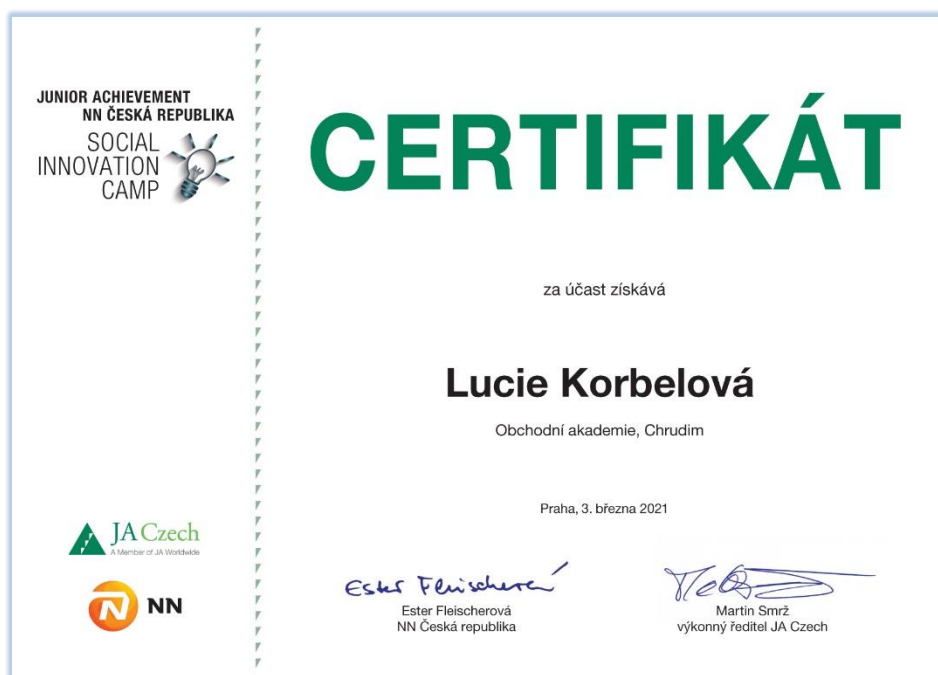 JUNIOR ACHIEVEMENT
NN ČESKÁ REPUBLIKA
SOCIAL
INNOVATION
CAMP
CERTIFIKÁT
za účast získává
Lucie Korbelová
Obchodní akademie, Chrudim
Praha, 3. března 2021
JA Czech
A Member of JA Worldwide
NN
Ester Fleischerová
Ester Fleischerová
NN Česká republika
Martin Smrž
výkonný ředitel JA Czech